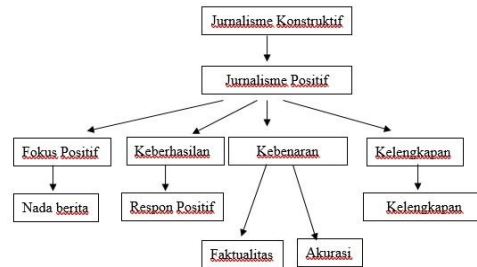 Jurnalisme Konstruktif
Jurnalisme Positif
Fokus Positif
Keberhasilan
Kebenaran
Kelengkapan
Nada berita
Respon Positif
Kelengkapan
Faktualitas
Akurasi